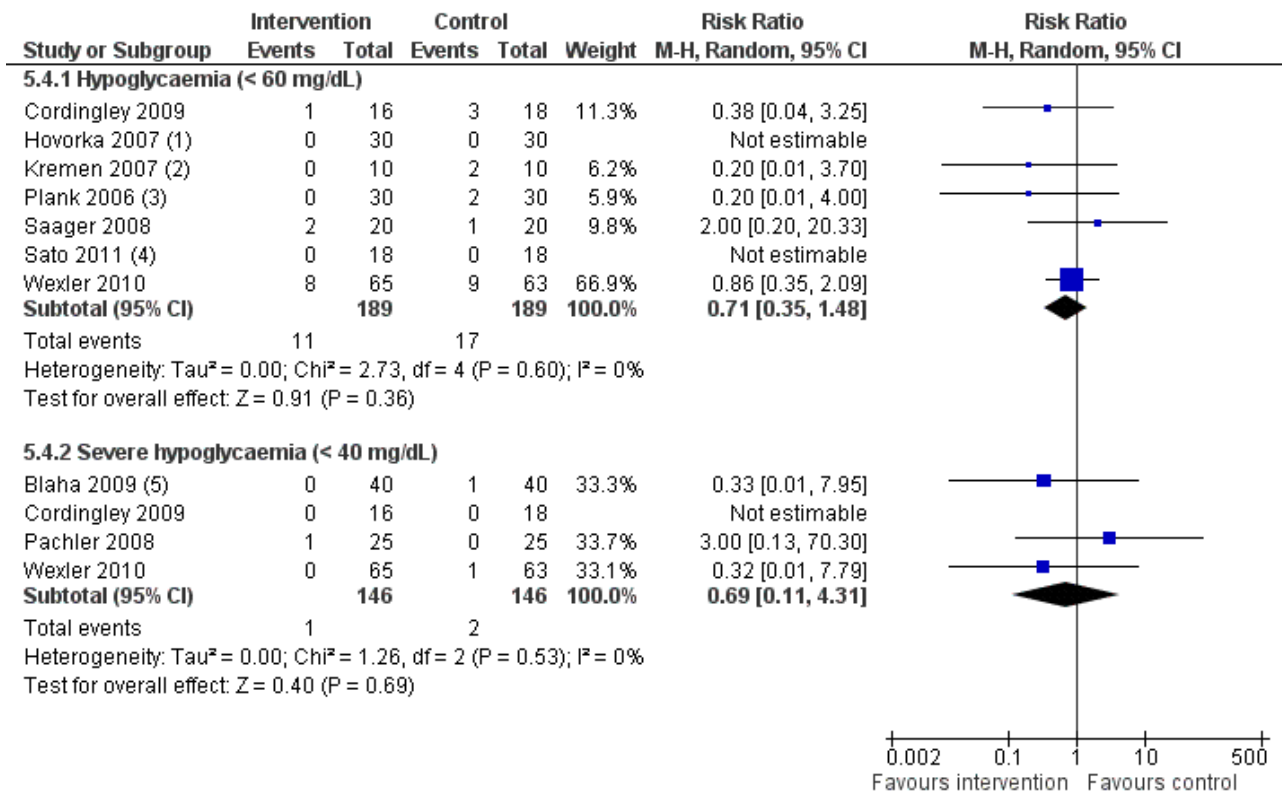 Intervention Control Risk Ratio Risk Ratio
Study or Subgroup Events Total Events Total Weight M-H, Random, 95% CI M-H, Random, 95% CI
5.4.1 Hypoglycaemia (< 60 mg/dL)
Cordingley 2009 1 16 3 18 11.3% 0.38 [0.04, 3.25]
Hovorka 2007 (1) 0 30 0 30 Not estimable
Kremen 2007 (2) 0 10 2 10 6.2% 0.20 [0.01, 3.70]
Plank 2006 (3) 0 30 2 30 5.9% 0.20 [0.01, 4.00]
Saager 2008 2 20 1 20 9.8% 2.00 [0.20, 20.33]
Sato 2011 (4) 0 18 0 18 Not estimable
Wexler 2010 8 65 9 63 66.9% 0.86 [0.35, 2.09]
Subtotal (95% CI) 189 189 100.0% 0.71 [0.35, 1.48]
Total events 11 17
Heterogeneity: Tau² = 0.00; Chi² = 2.73, df = 4 (P = 0.60); I² = 0%
Test for overall effect: Z = 0.91 (P = 0.36)
5.4.2 Severe hypoglycaemia (< 40 mg/dL)
Blaha 2009 (5) 0 40 1 40 33.3% 0.33 [0.01, 7.95]
Cordingley 2009 0 16 0 18 Not estimable
Pachler 2008 1 25 0 25 33.7% 3.00 [0.13, 70.30]
Wexler 2010 0 65 1 63 33.1% 0.32 [0.01, 7.79]
Subtotal (95% CI) 146 146 100.0% 0.69 [0.11, 4.31]
Total events 1 2
Heterogeneity: Tau² = 0.00; Chi² = 1.26, df = 2 (P = 0.53); I² = 0%
Test for overall effect: Z = 0.40 (P = 0.69)
0.002 0.1 1 10 500
Favours intervention Favours control